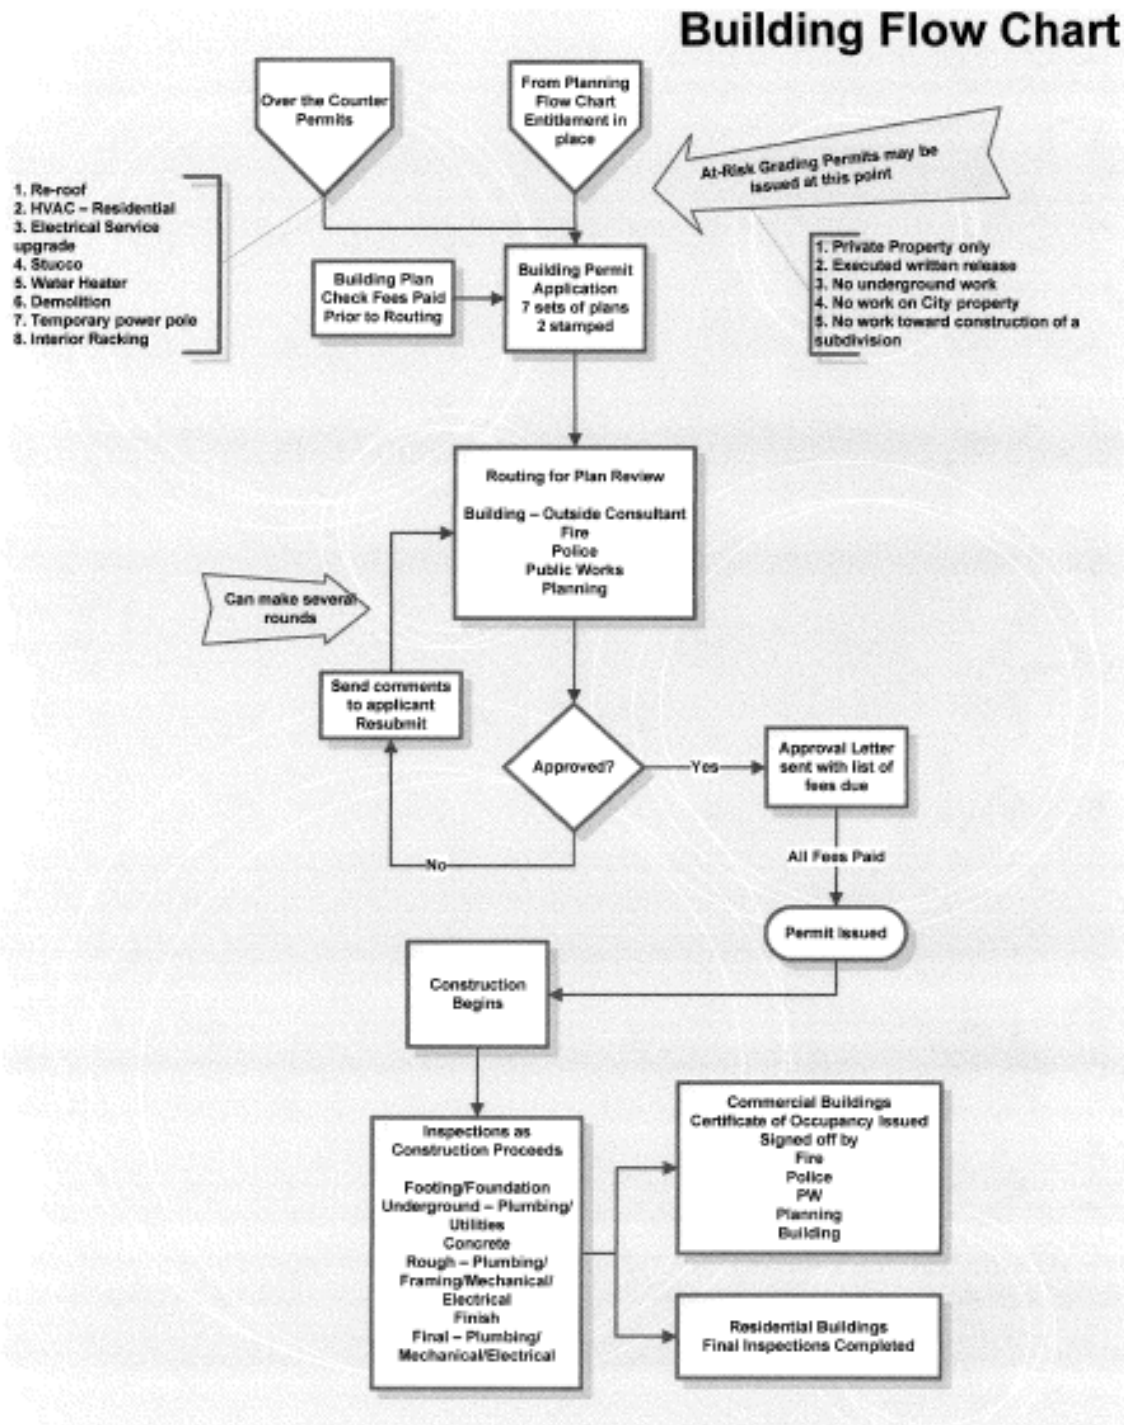 Building Flow Chart
Over the Counter
Permits
From Planning
Flow Chart
Entitlement in
place
At-Risk Grading Permits may be
issued at this point
1. Re-roof
2. HVAC – Residential
3. Electrical Service
upgrade
4. Stucco
5. Water Heater
6. Demolition
7. Temporary power pole
8. Interior Racking
1. Private Property only
2. Executed written release
3. No underground work
4. No work on City property
5. No work toward construction of a
subdivision
Building Plan
Check Fees Paid
Prior to Routing
Building Permit
Application
7 sets of plans
2 stamped
Routing for Plan Review
Building – Outside Consultant
Fire
Police
Public Works
Planning
Can make several
rounds
Send comments
to applicant
Resubmit
Approved?
Yes
Approval Letter
sent with list of
fees due
No
All Fees Paid
Permit Issued
Construction
Begins
Inspections as
Construction Proceeds
Footing/Foundation
Underground – Plumbing/
Utilities
Concrete
Rough – Plumbing/
Framing/Mechanical/
Electrical
Finish
Final – Plumbing/
Mechanical/Electrical
Commercial Buildings
Certificate of Occupancy Issued
Signed off by
Fire
Police
PW
Planning
Building
Residential Buildings
Final Inspections Completed